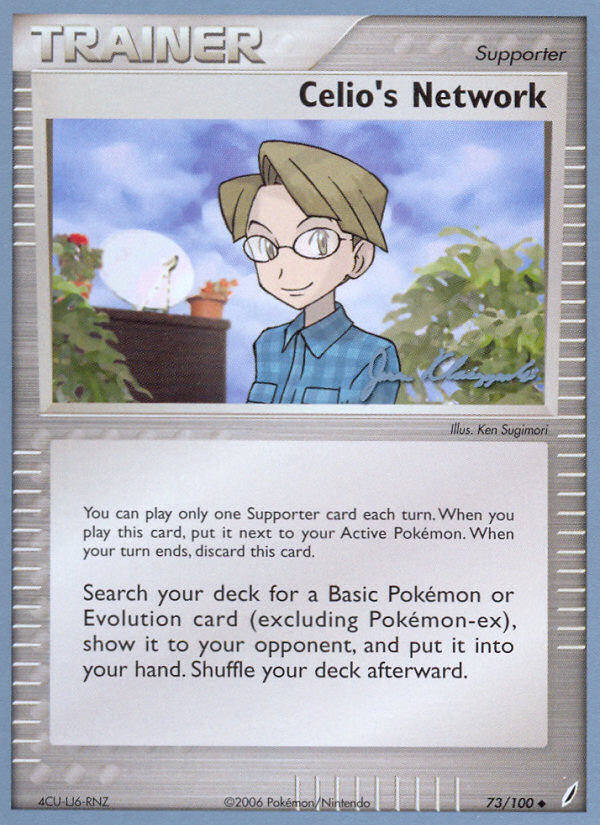 TRAINER
Supporter
Celio's Network
Illus. Ken Sugimori
You can play only one Supporter card each turn. When you
play this card, put it next to your Active Pokémon. When
your turn ends, discard this card.
Search your deck for a Basic Pokémon or
Evolution card (excluding Pokémon-ex),
show it to your opponent, and put it into
your hand. Shuffle your deck afterward.
4CU-LJ6-RNZ
©2006 Pokémon/Nintendo
73/100 ◆